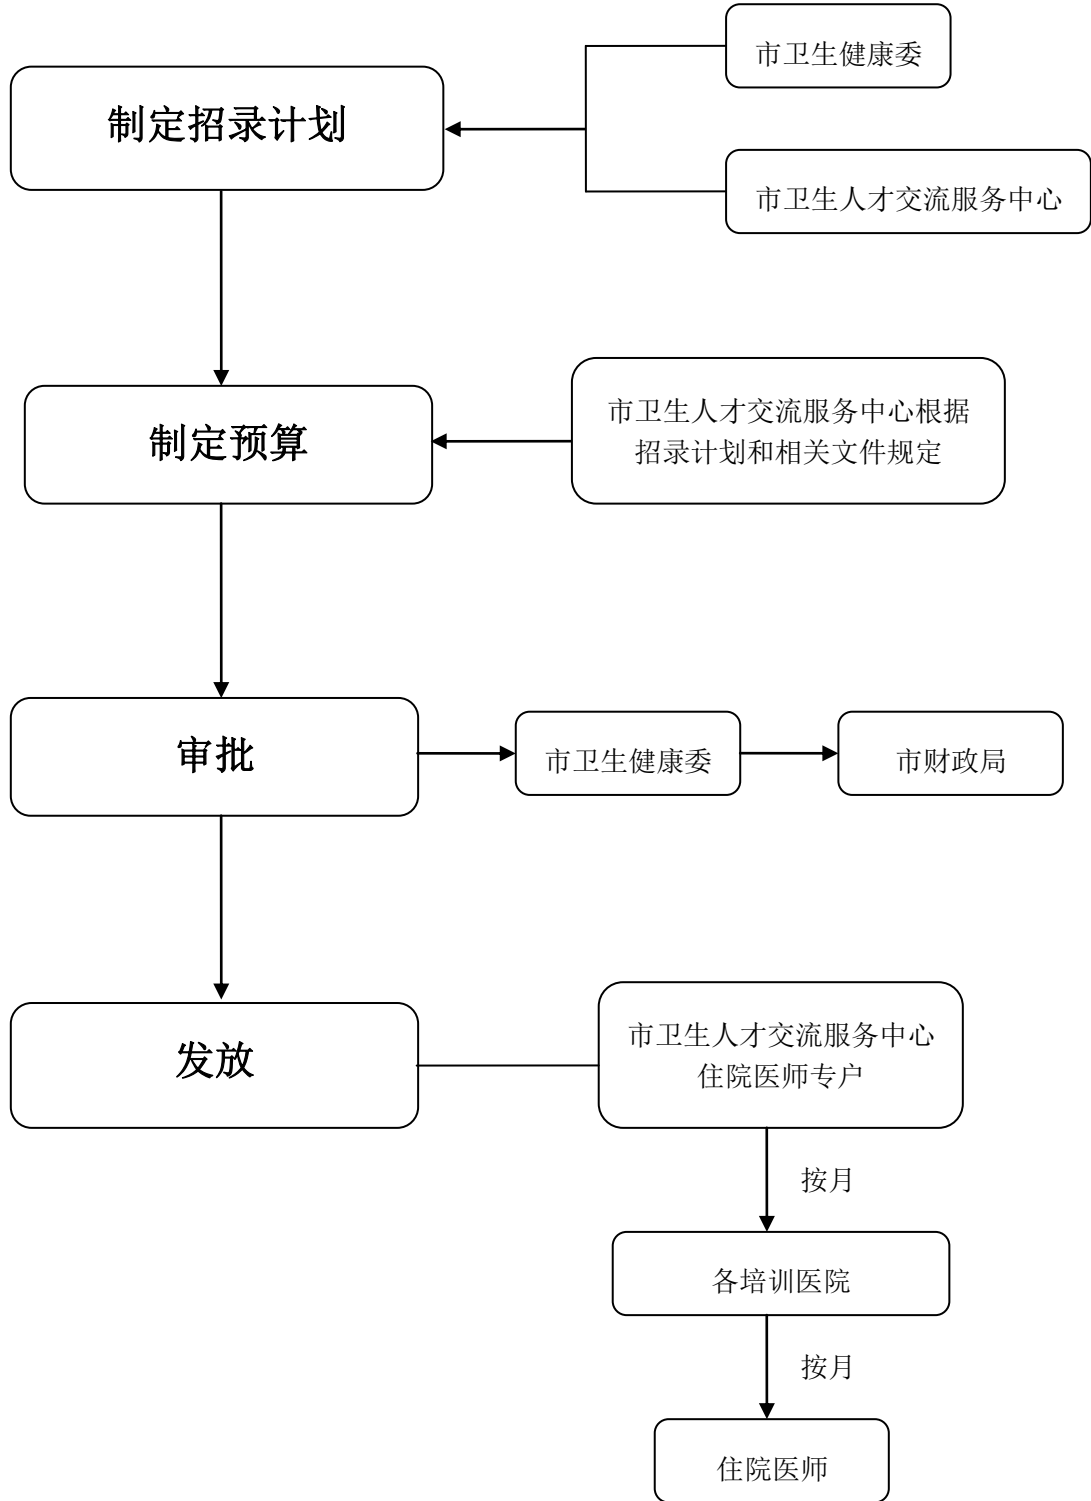 市卫生健康委
制定招录计划
市卫生人才交流服务中心
制定预算
市卫生人才交流服务中心根据
招录计划和相关文件规定
审批
市卫生健康委
市财政局
发放
市卫生人才交流服务中心
住院医师专户
按月
各培训医院
按月
住院医师